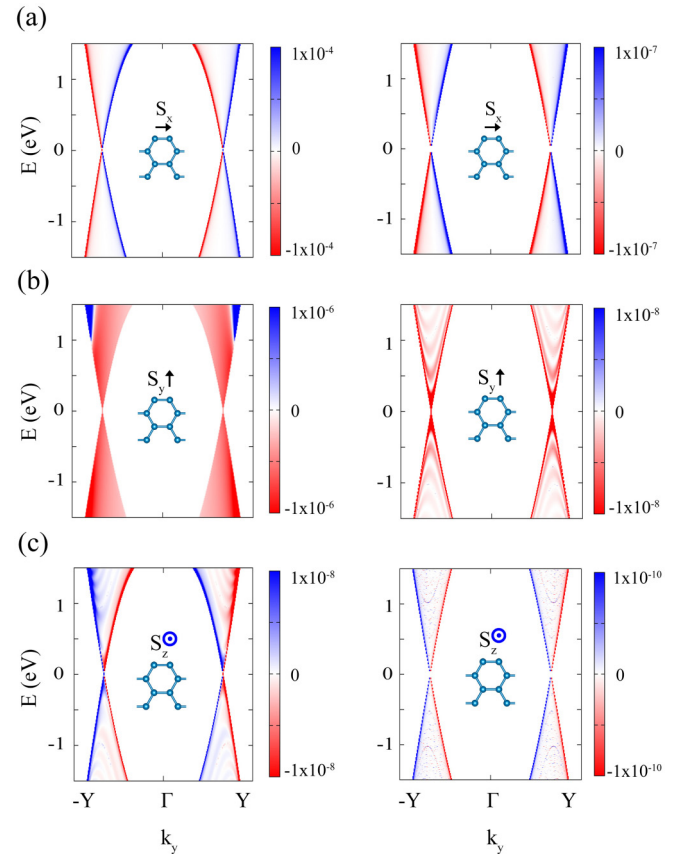 (a)
E (eV)
1
0
-1
S_x
1x10^-4
0
-1x10^-4
S_x
1x10^-7
0
-1x10^-7
(b)
E (eV)
1
0
-1
S_y
1x10^-6
0
-1x10^-6
S_y
1x10^-8
0
-1x10^-8
(c)
E (eV)
1
0
-1
S_z
1x10^-8
0
-1x10^-8
S_z
1x10^-10
0
-1x10^-10
-Y Γ Y
k_y
-Y Γ Y
k_y